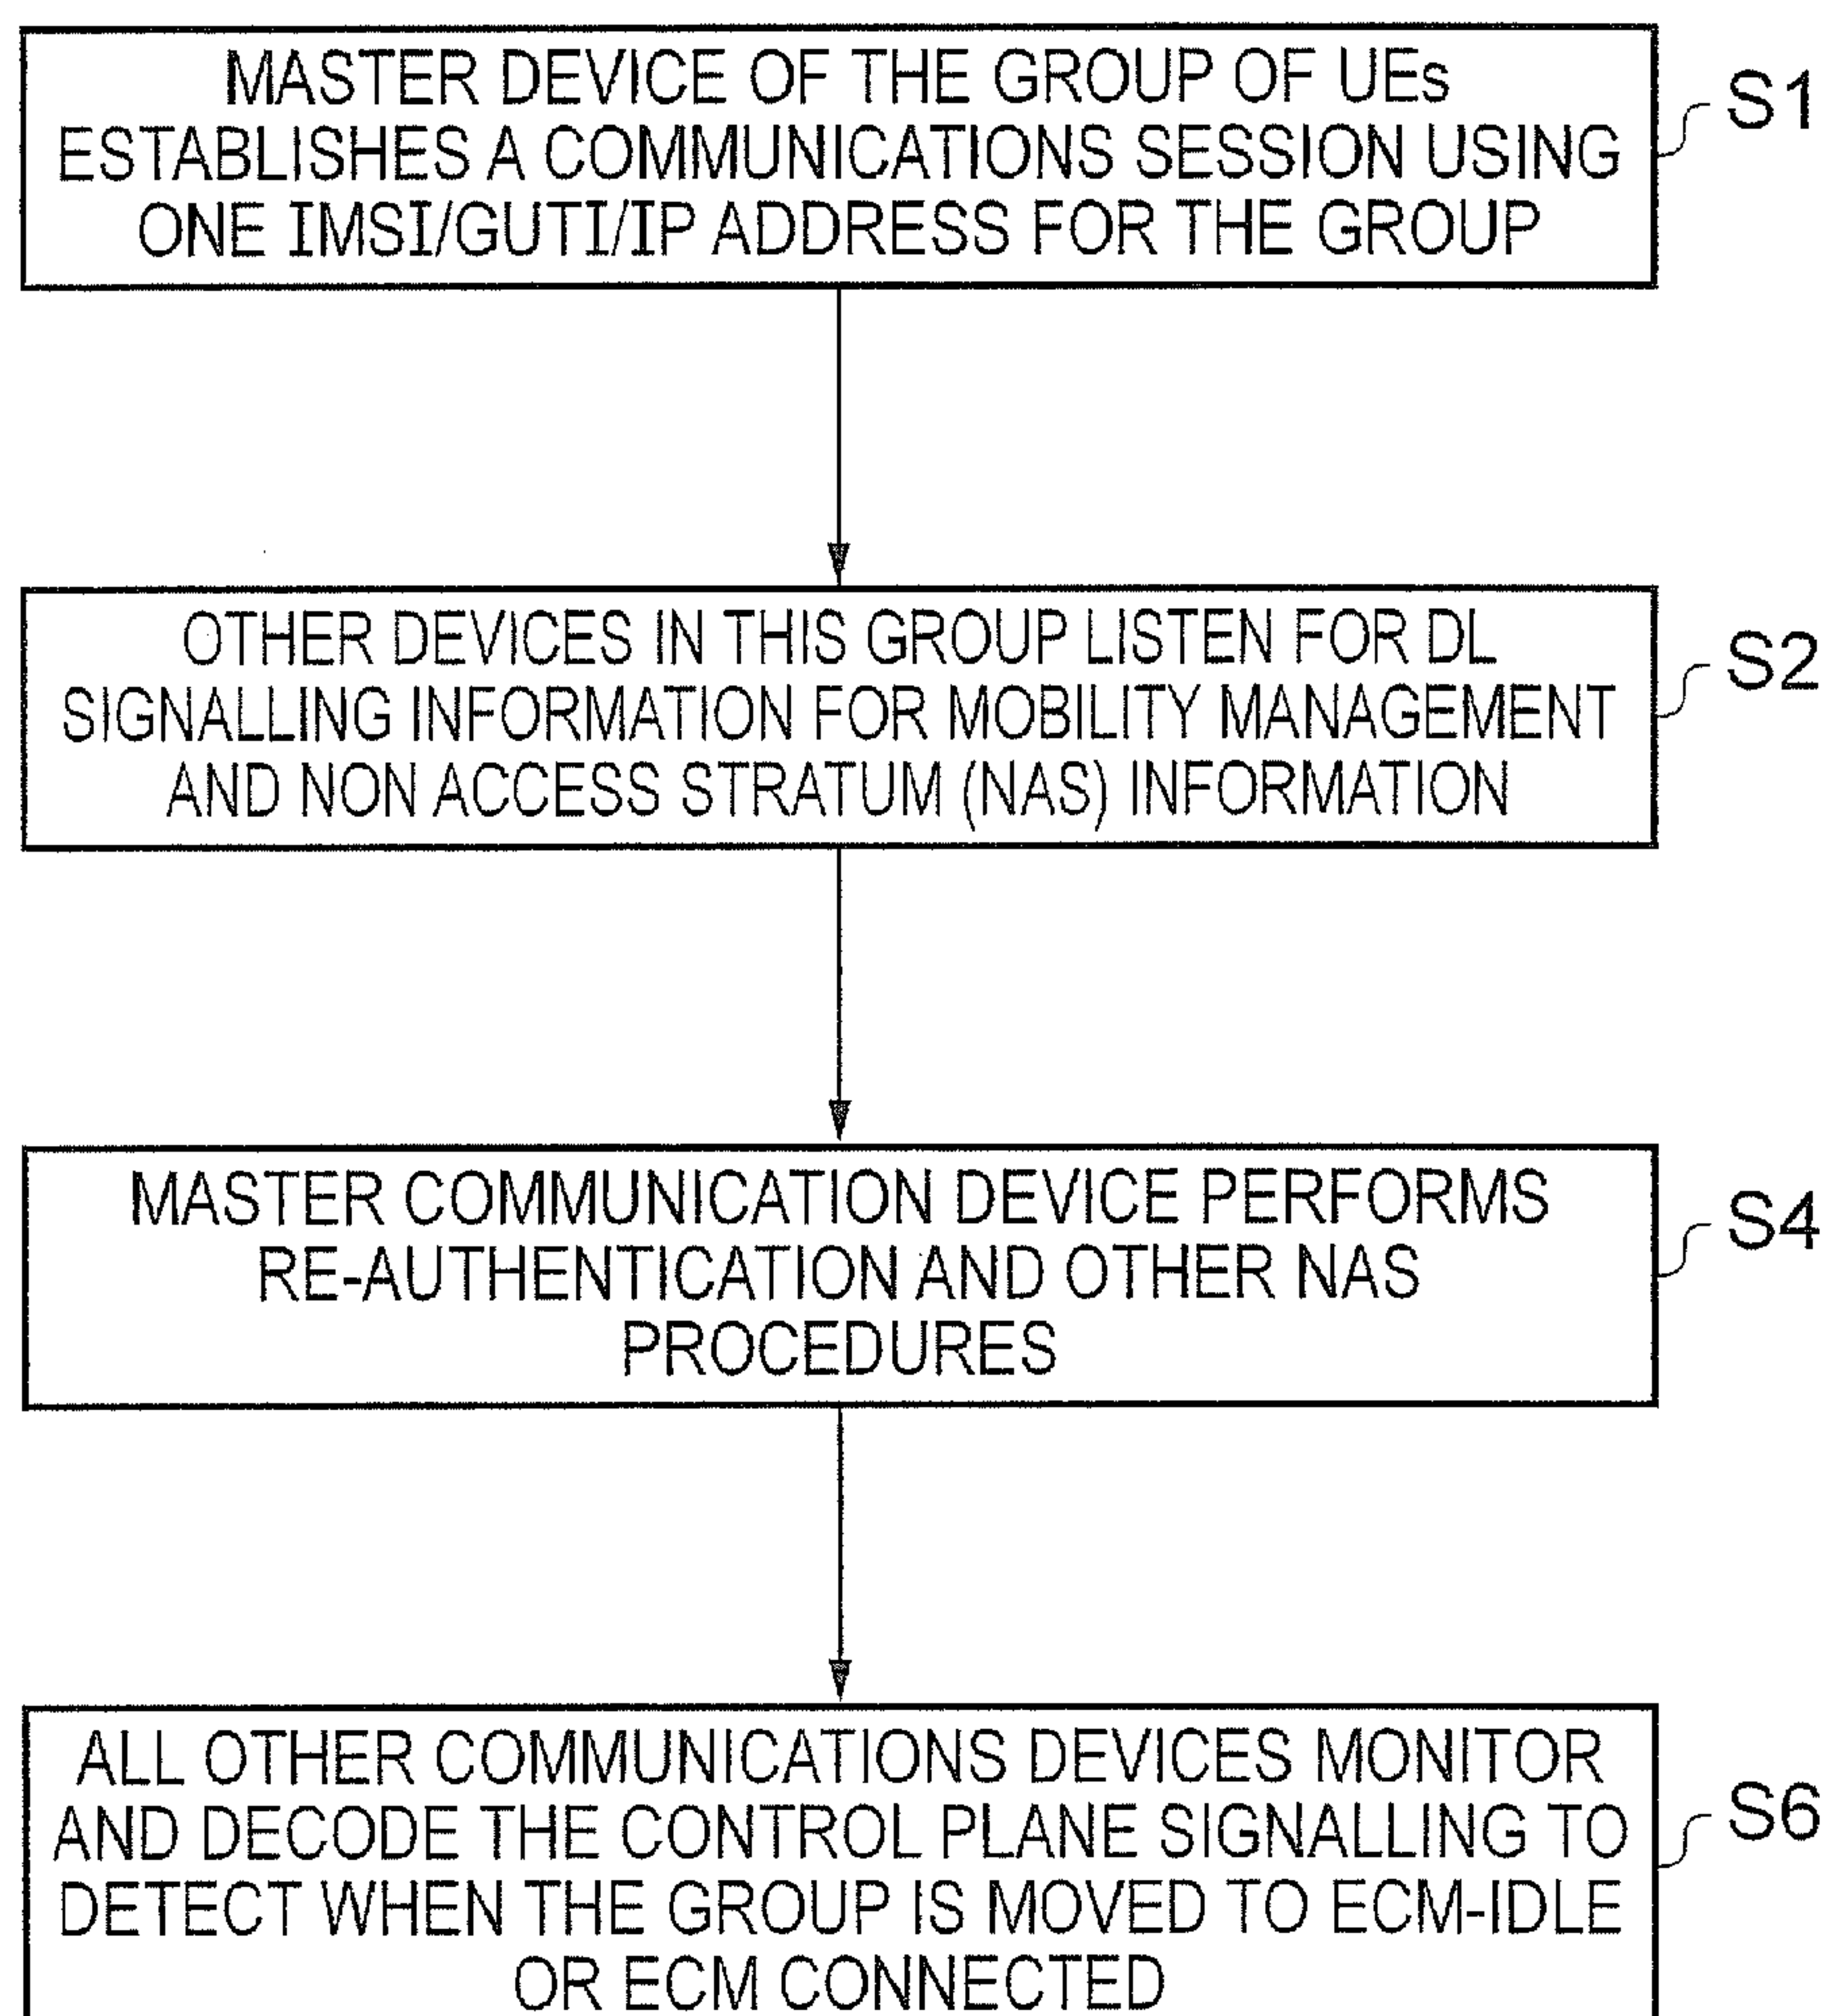 MASTER DEVICE OF THE GROUP OF UEs
ESTABLISHES A COMMUNICATIONS SESSION USING
ONE IMSI/GUTI/IP ADDRESS FOR THE GROUP
S1
OTHER DEVICES IN THIS GROUP LISTEN FOR DL
SIGNALLING INFORMATION FOR MOBILITY MANAGEMENT
AND NON ACCESS STRATUM (NAS) INFORMATION
S2
MASTER COMMUNICATION DEVICE PERFORMS
RE-AUTHENTICATION AND OTHER NAS
PROCEDURES
S4
ALL OTHER COMMUNICATIONS DEVICES MONITOR
AND DECODE THE CONTROL PLANE SIGNALLING TO
DETECT WHEN THE GROUP IS MOVED TO ECM-IDLE
OR ECM CONNECTED
S6